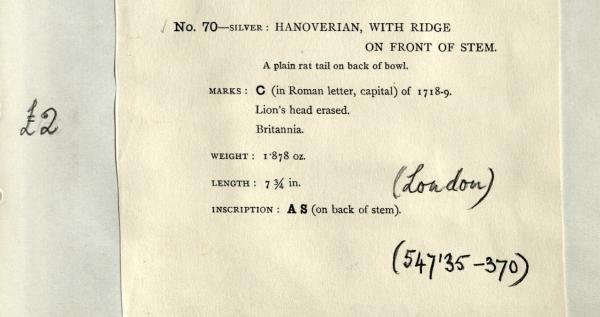 No. 70—SILVER: HANOVERIAN, WITH RIDGE
ON FRONT OF STEM.
A plain rat tail on back of bowl.
MARKS: C (in Roman letter, capital) of 1718-9.
Lion's head erased.
Britannia.
£2
WEIGHT: 1·878 oz.
LENGTH: 7 ¾ in.
(London)
INSCRIPTION: A S (on back of stem).
(547'35-370)